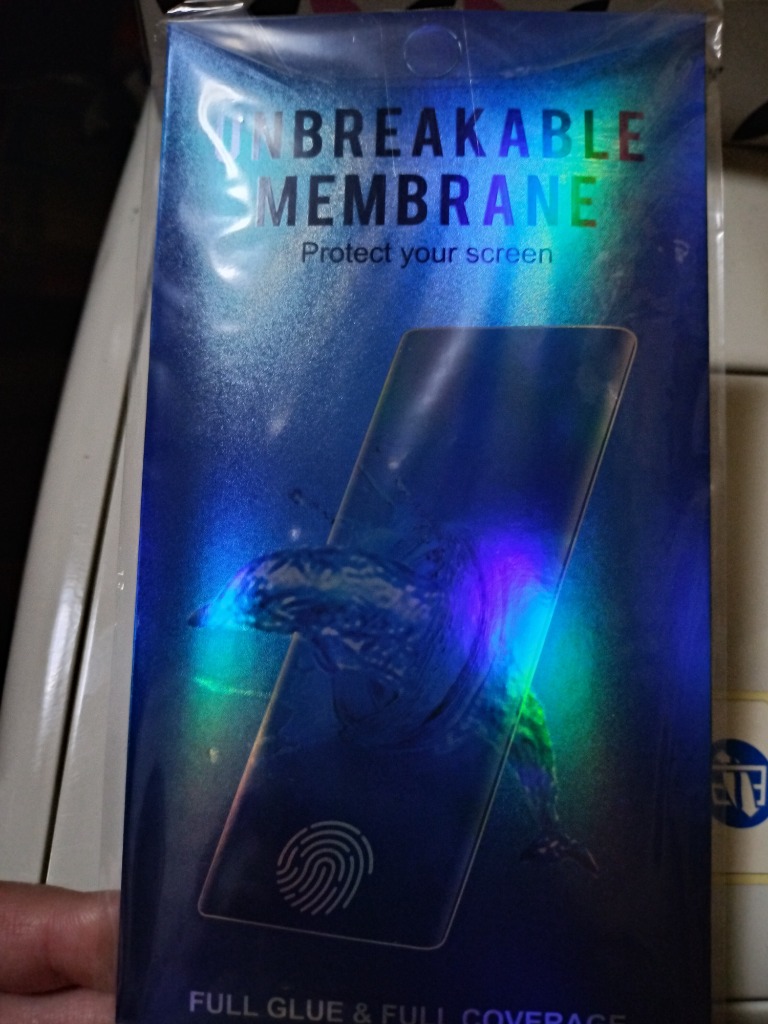 UNBREAKABLE
MEMBRANE
Protect your screen
FULL GLUE & FULL COVERAGE